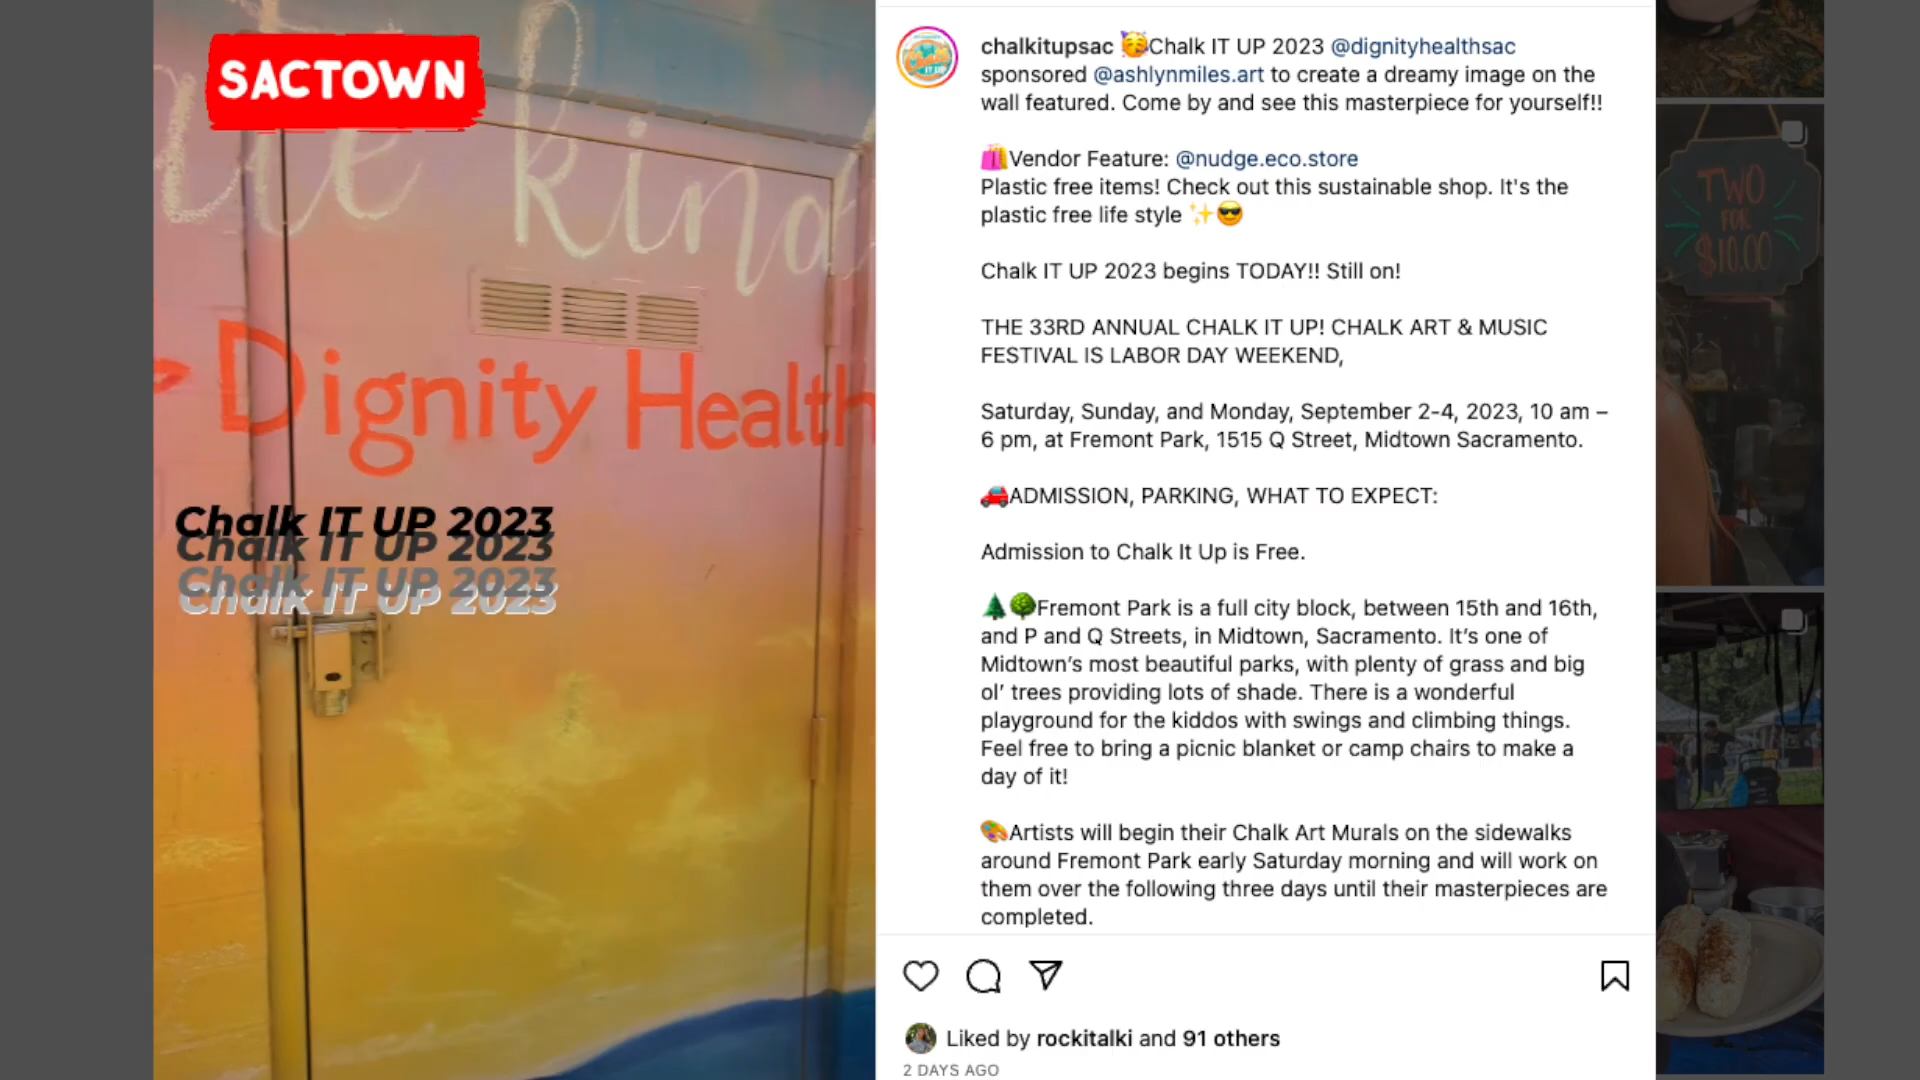 SACTOWN
kind
Dignity Health
Chalk IT UP 2023
Chalk IT UP 2023
Chalk IT UP 2023
Chalk IT UP 2023
chalkitupsac 🥳Chalk IT UP 2023 @dignityhealthsac
sponsored @ashlynmiles.art to create a dreamy image on the
wall featured. Come by and see this masterpiece for yourself!!
🛍️Vendor Feature: @nudge.eco.store
Plastic free items! Check out this sustainable shop. It's the
plastic free life style ✨😎
Chalk IT UP 2023 begins TODAY!! Still on!
THE 33RD ANNUAL CHALK IT UP! CHALK ART & MUSIC
FESTIVAL IS LABOR DAY WEEKEND,
Saturday, Sunday, and Monday, September 2-4, 2023, 10 am –
6 pm, at Fremont Park, 1515 Q Street, Midtown Sacramento.
🚗ADMISSION, PARKING, WHAT TO EXPECT:
Admission to Chalk It Up is Free.
🌲🌳Fremont Park is a full city block, between 15th and 16th,
and P and Q Streets, in Midtown, Sacramento. It’s one of
Midtown’s most beautiful parks, with plenty of grass and big
ol’ trees providing lots of shade. There is a wonderful
playground for the kiddos with swings and climbing things.
Feel free to bring a picnic blanket or camp chairs to make a
day of it!
🎨Artists will begin their Chalk Art Murals on the sidewalks
around Fremont Park early Saturday morning and will work on
them over the following three days until their masterpieces are
completed.
Liked by rockitalki and 91 others
2 DAYS AGO
TWO
FOR
$10.00